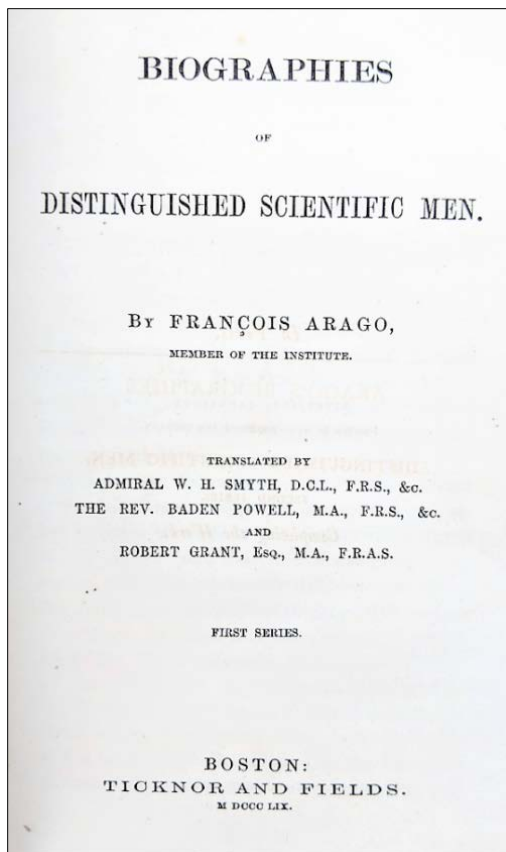 BIOGRAPHIES
OF
DISTINGUISHED SCIENTIFIC MEN.
BY FRANÇOIS ARAGO,
MEMBER OF THE INSTITUTE.
TRANSLATED BY
ADMIRAL W. H. SMYTH, D.C.L., F.R.S., &c.
THE REV. BADEN POWELL, M.A., F.R.S., &c.
AND
ROBERT GRANT, ESQ., M.A., F.R.A.S.
FIRST SERIES.
BOSTON:
TICKNOR AND FIELDS.
M DCCC LIX.